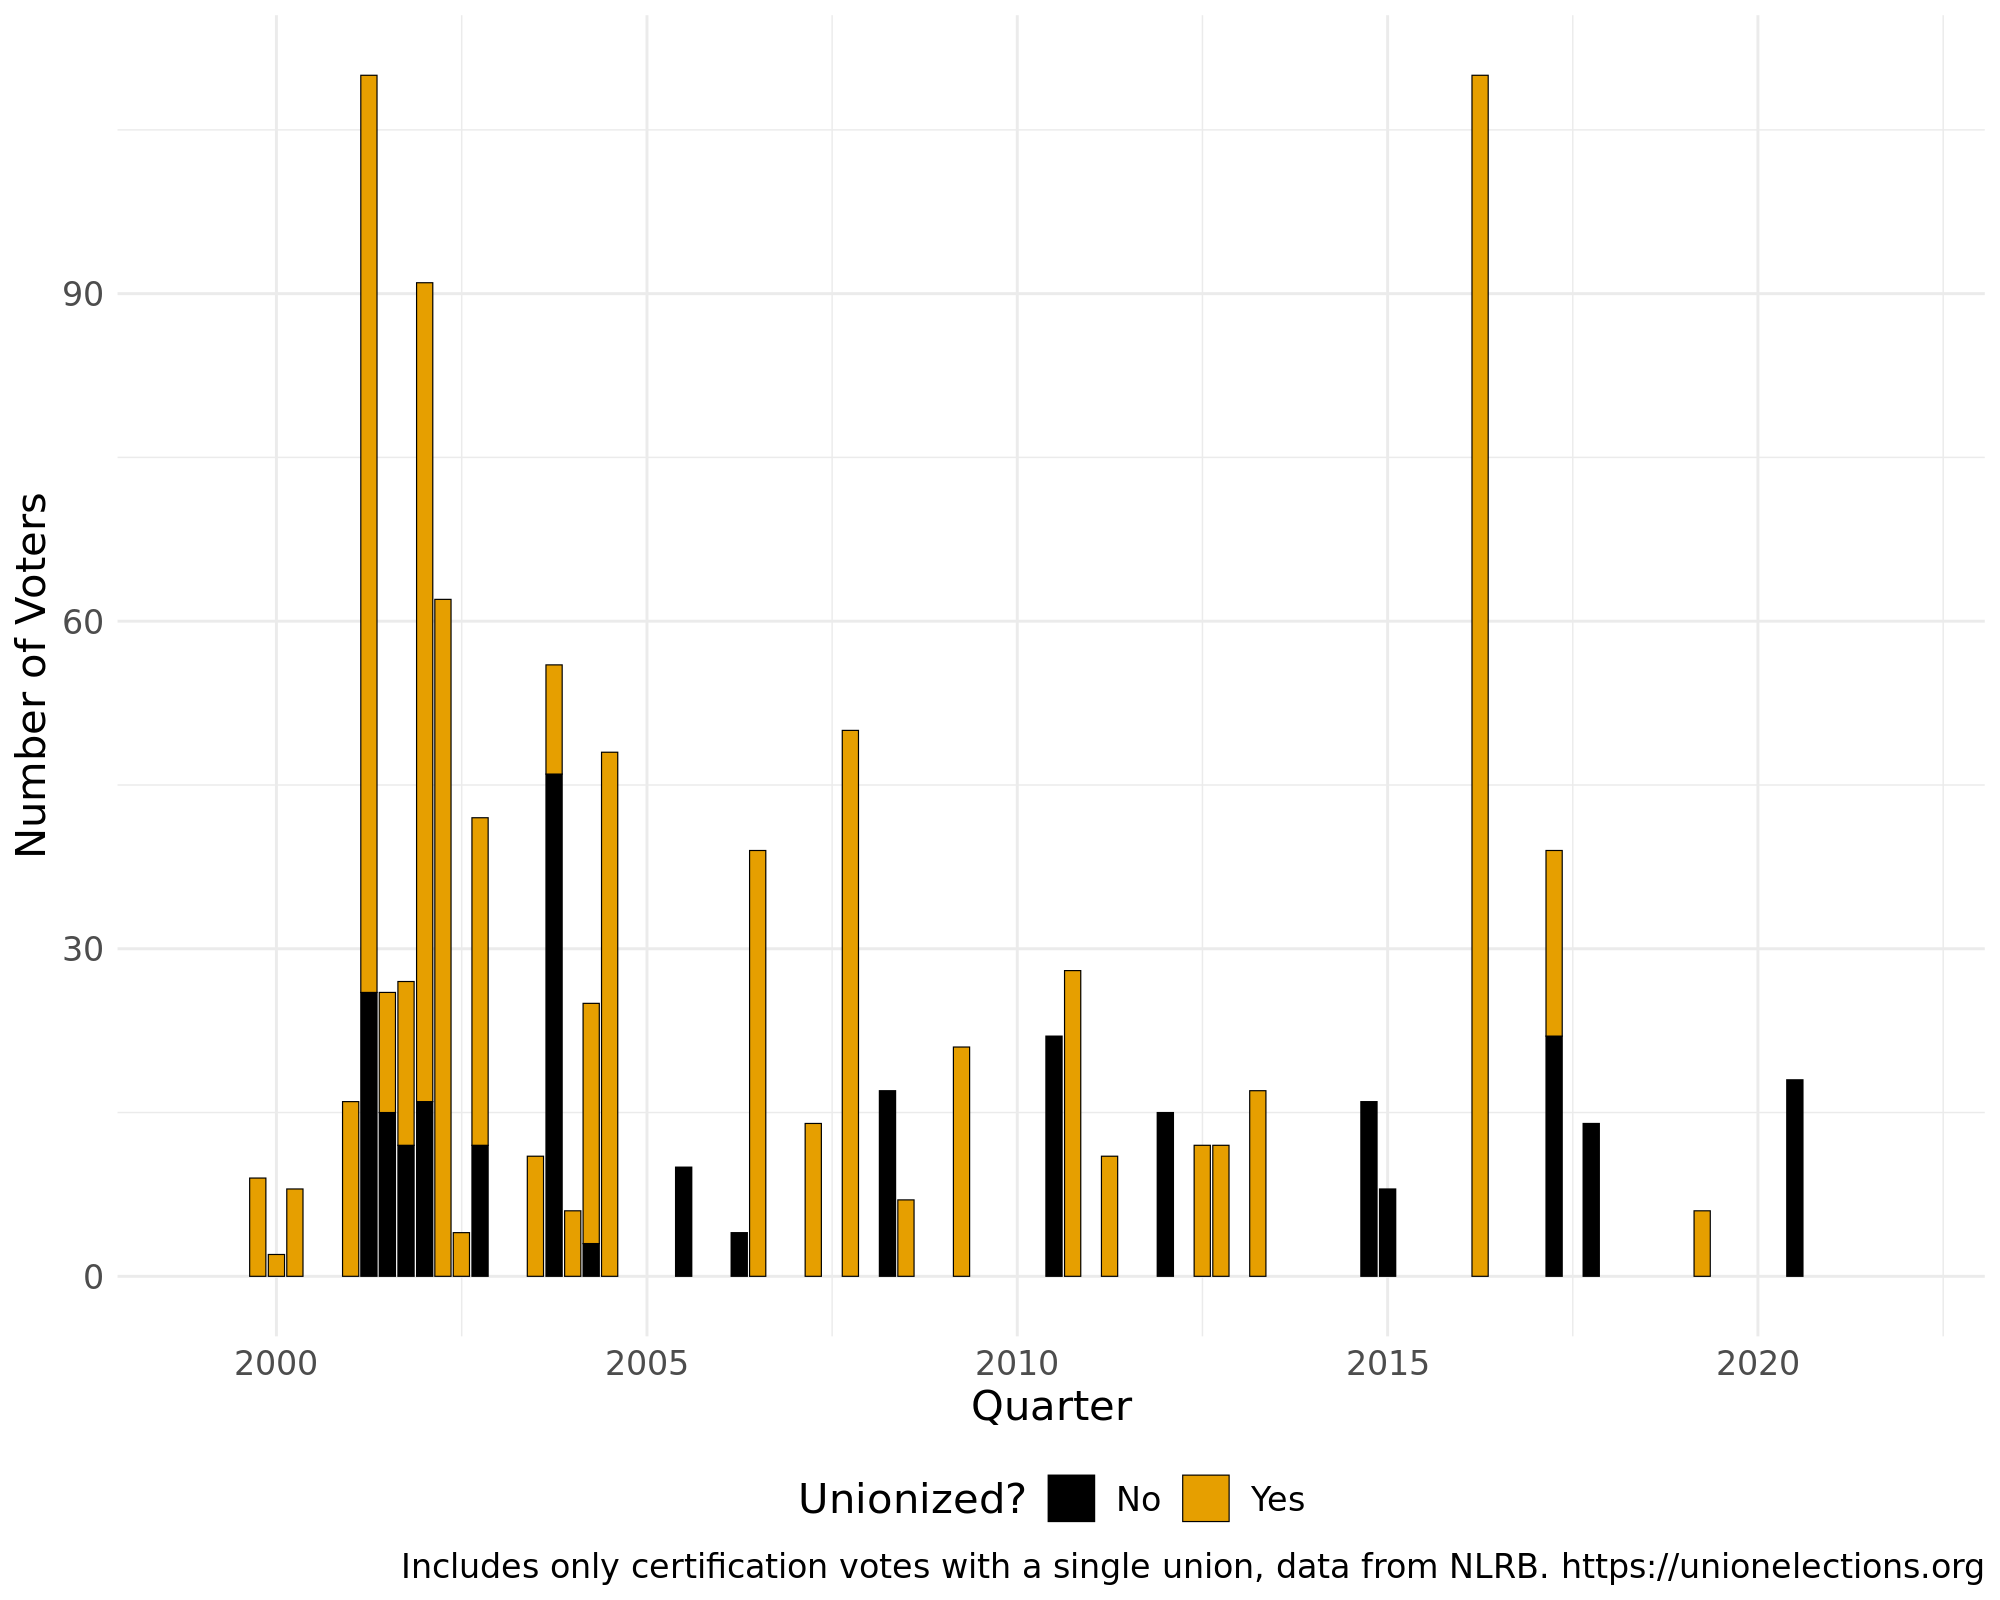 90
60
30
0
Number of Voters
2000 2005 2010 2015 2020
Quarter
Unionized? No Yes
Includes only certification votes with a single union, data from NLRB. https://unionelections.org